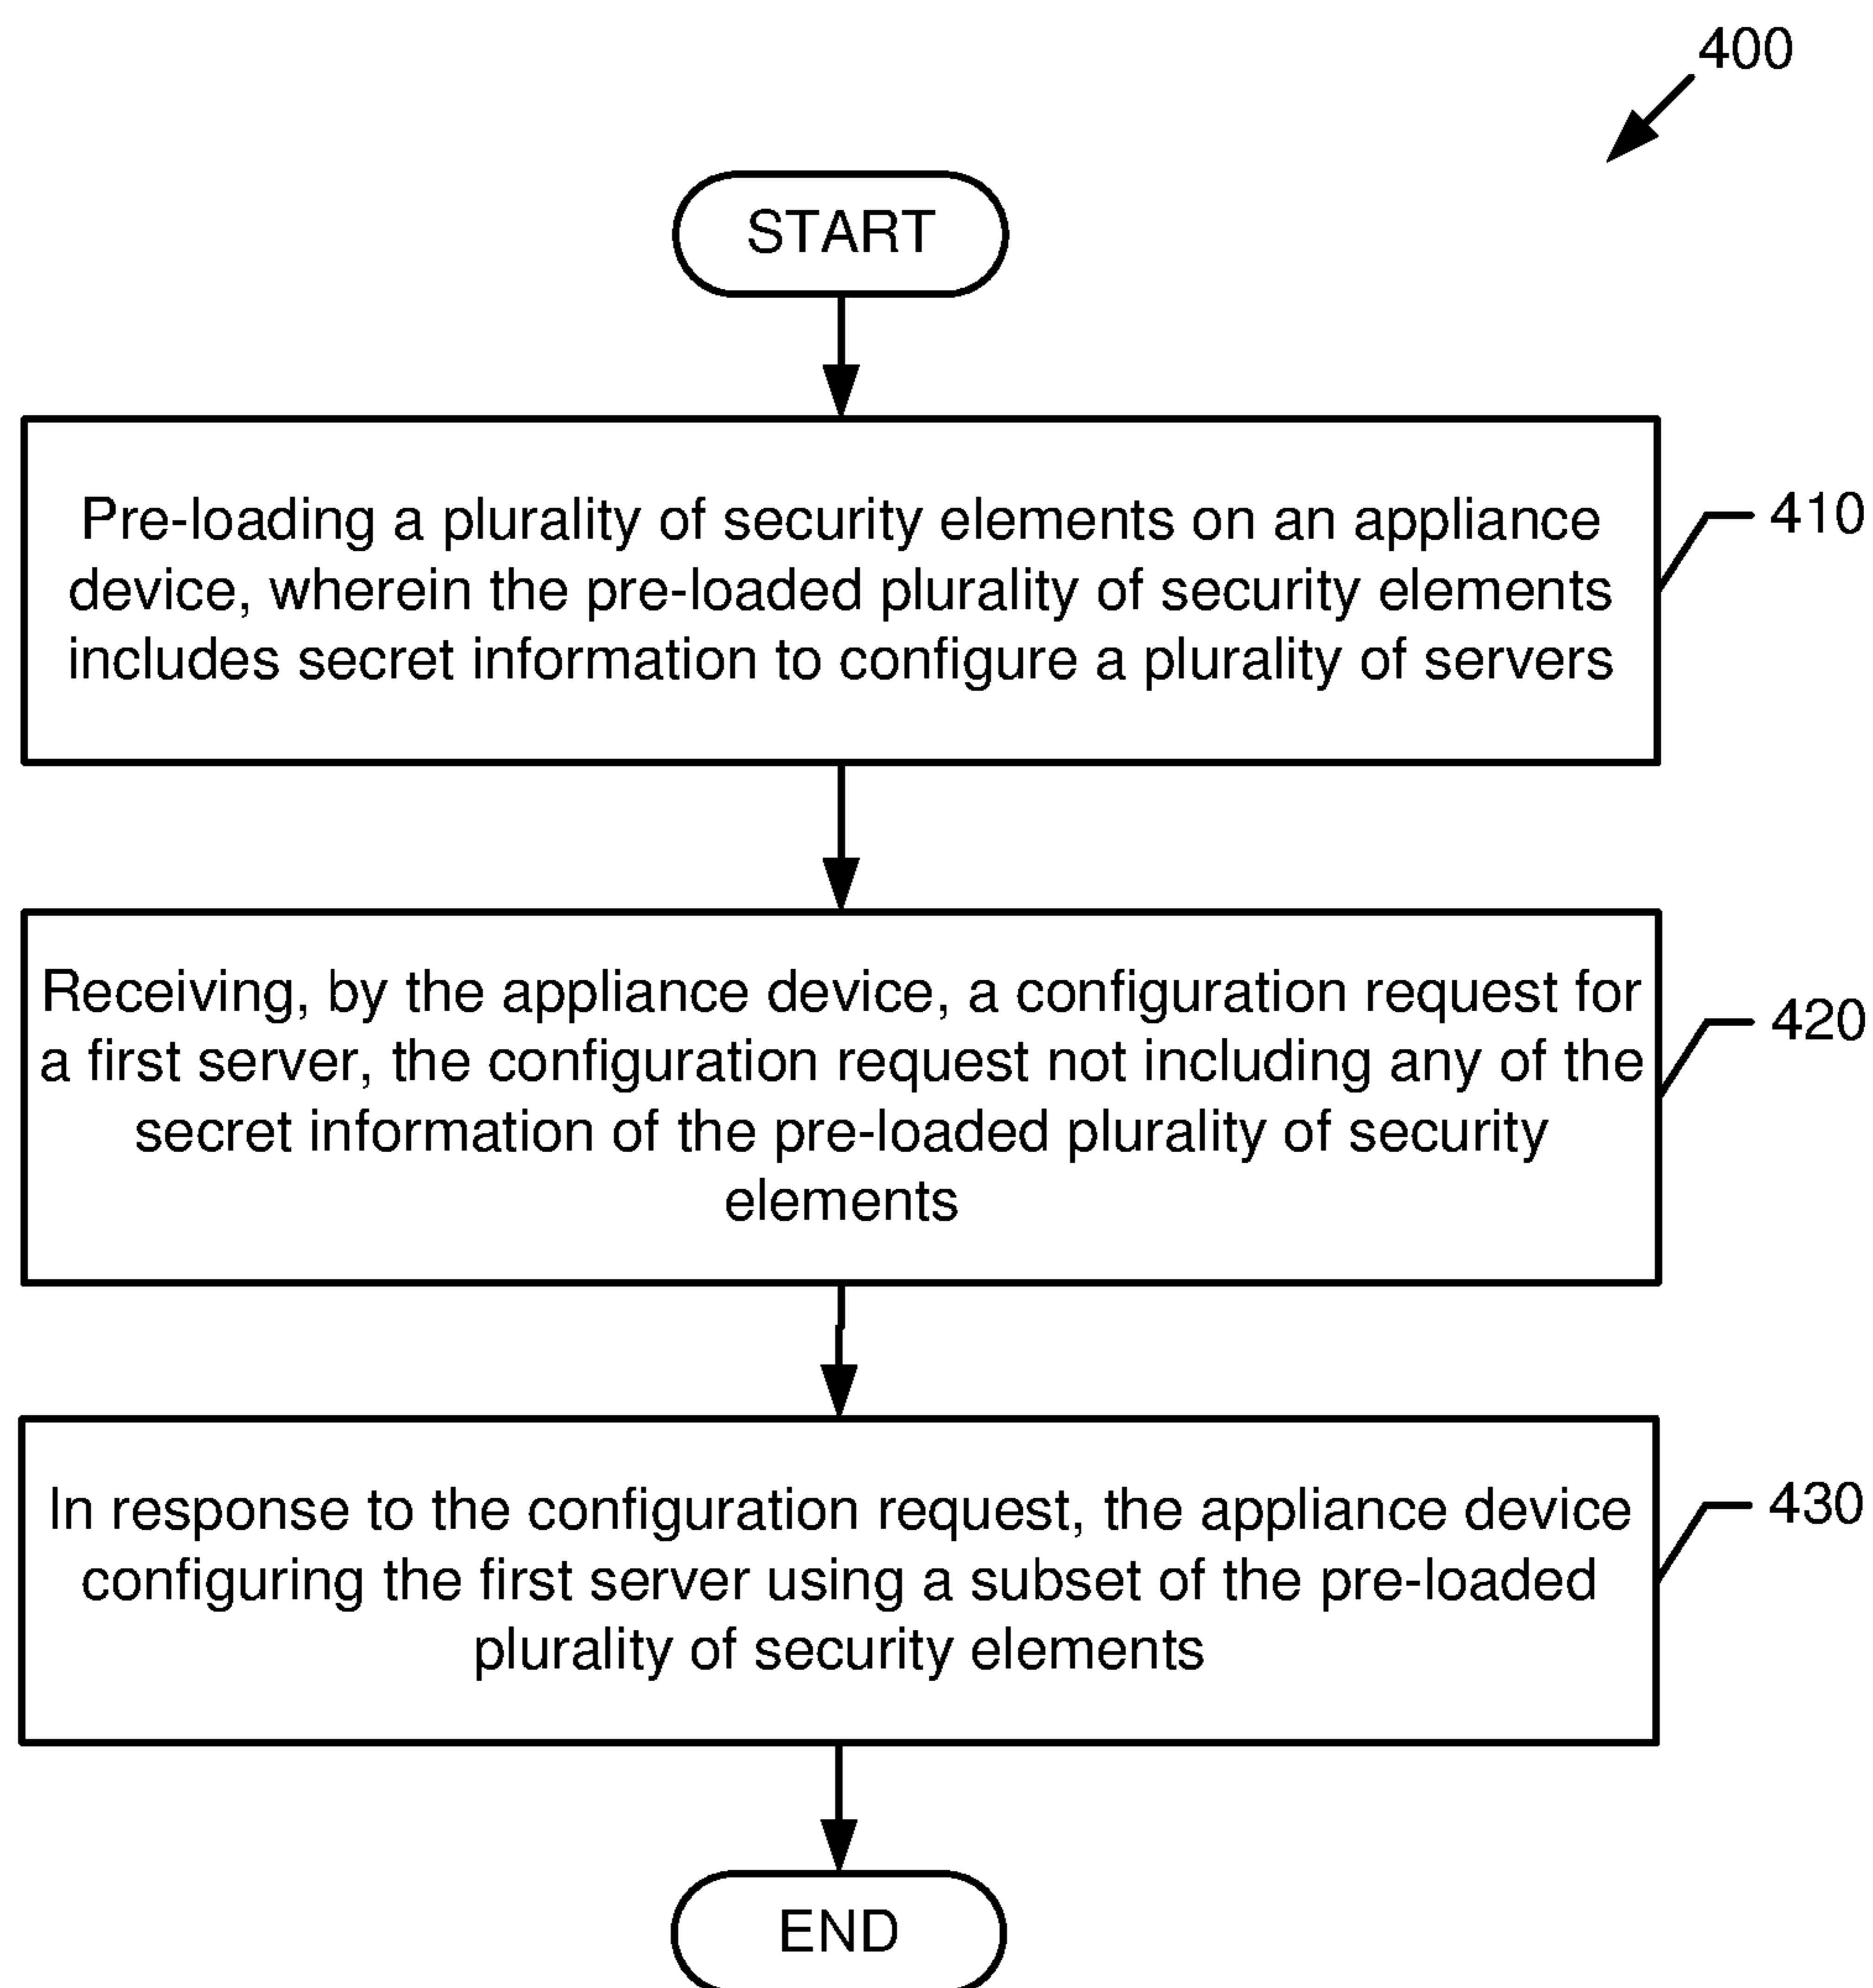 400
START
Pre-loading a plurality of security elements on an appliance
device, wherein the pre-loaded plurality of security elements
includes secret information to configure a plurality of servers
410
Receiving, by the appliance device, a configuration request for
a first server, the configuration request not including any of the
secret information of the pre-loaded plurality of security
elements
420
In response to the configuration request, the appliance device
configuring the first server using a subset of the pre-loaded
plurality of security elements
430
END